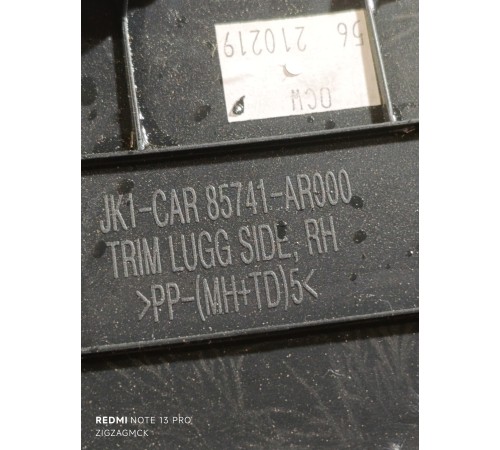 56 210219
OCW
JK1-CAR 85741-AR000
TRIM LUGG SIDE, RH
>PP-(MH+TD)5<
REDMI NOTE 13 PRO
ZIGZAGMCK